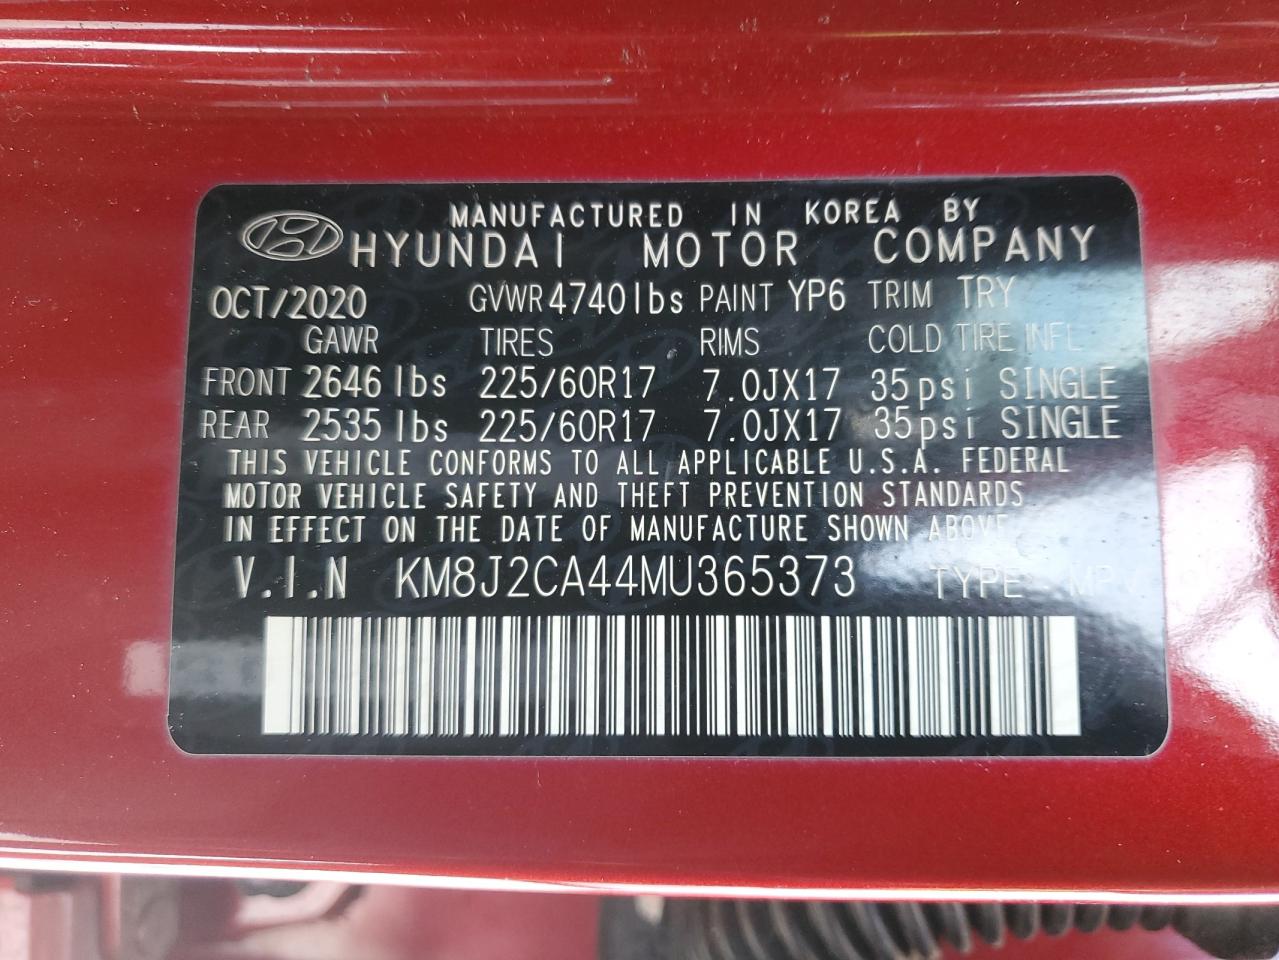 MANUFACTURED IN KOREA BY
HYUNDAI MOTOR COMPANY
OCT/2020 GVWR 4740lbs PAINT YP6 TRIM TRY
GAWR TIRES RIMS COLD TIRE INFL
FRONT 2646 lbs 225/60R17 7.0JX17 35psi SINGLE
REAR 2535 lbs 225/60R17 7.0JX17 35psi SINGLE
THIS VEHICLE CONFORMS TO ALL APPLICABLE U.S.A. FEDERAL
MOTOR VEHICLE SAFETY AND THEFT PREVENTION STANDARDS
IN EFFECT ON THE DATE OF MANUFACTURE SHOWN ABOVE.
V.I.N KM8J2CA44MU365373 TYPE : MPV